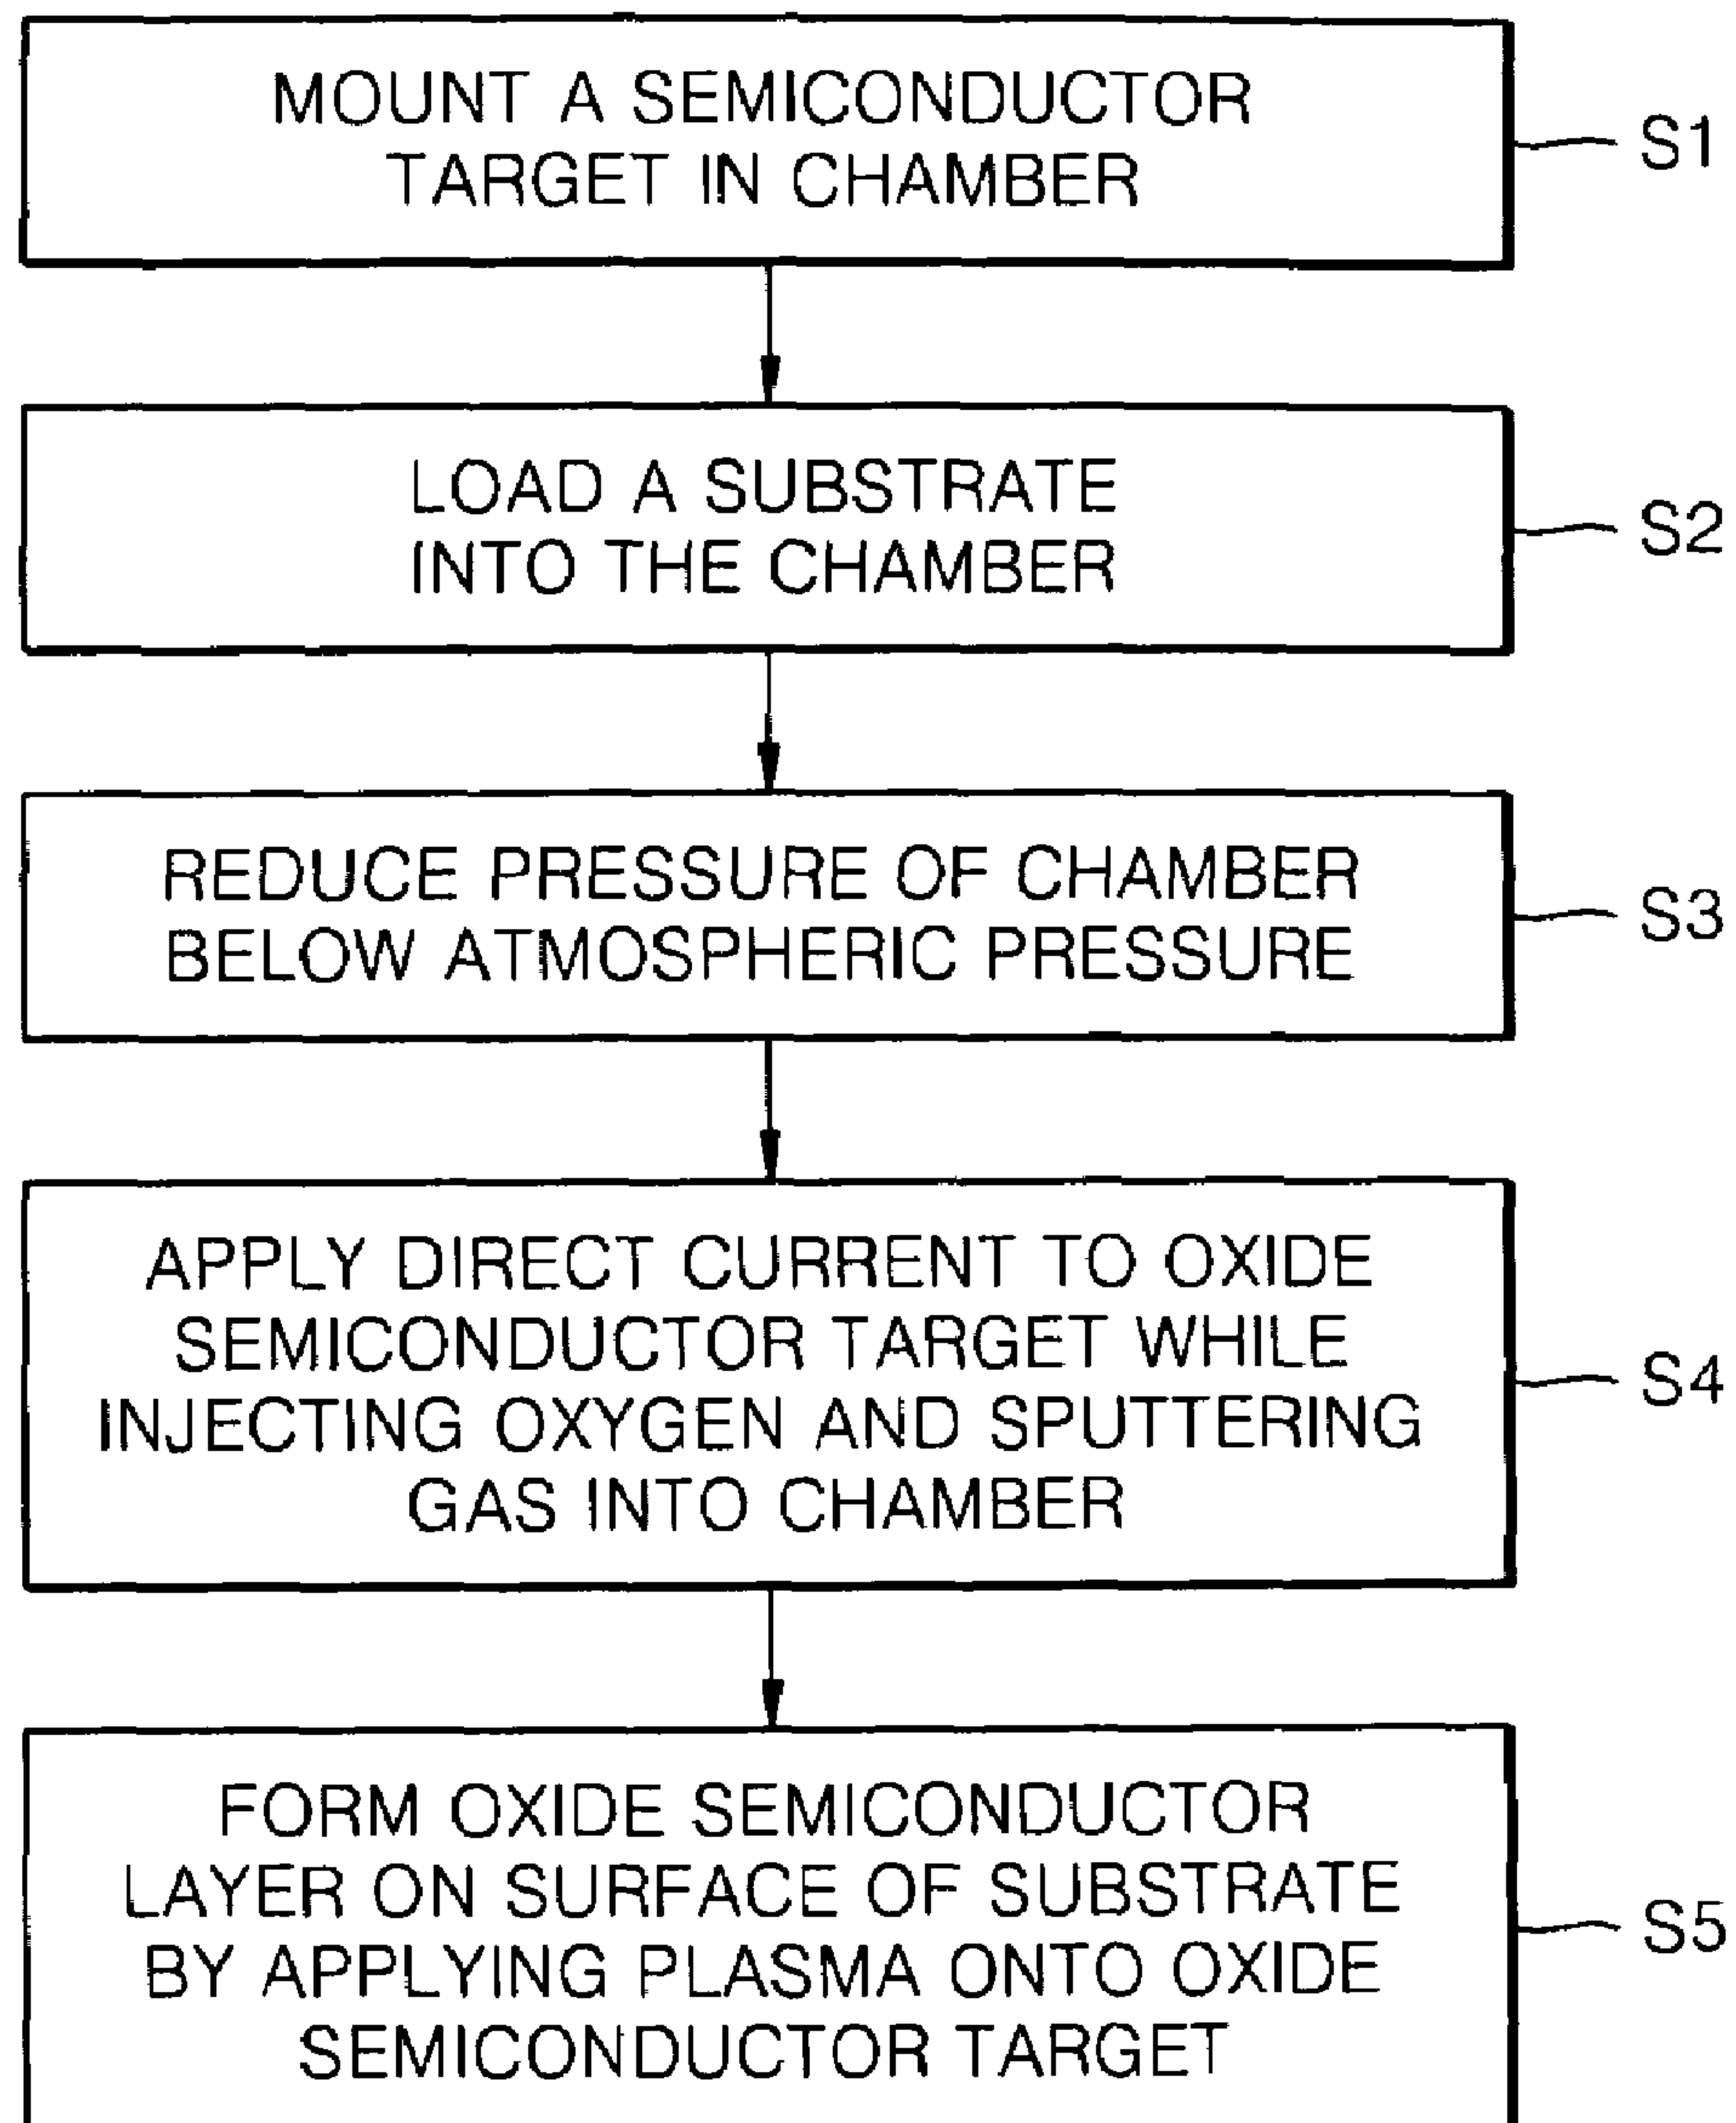 MOUNT A SEMICONDUCTOR
TARGET IN CHAMBER
S1
LOAD A SUBSTRATE
INTO THE CHAMBER
S2
REDUCE PRESSURE OF CHAMBER
BELOW ATMOSPHERIC PRESSURE
S3
APPLY DIRECT CURRENT TO OXIDE
SEMICONDUCTOR TARGET WHILE
INJECTING OXYGEN AND SPUTTERING
GAS INTO CHAMBER
S4
FORM OXIDE SEMICONDUCTOR
LAYER ON SURFACE OF SUBSTRATE
BY APPLYING PLASMA ONTO OXIDE
SEMICONDUCTOR TARGET
S5